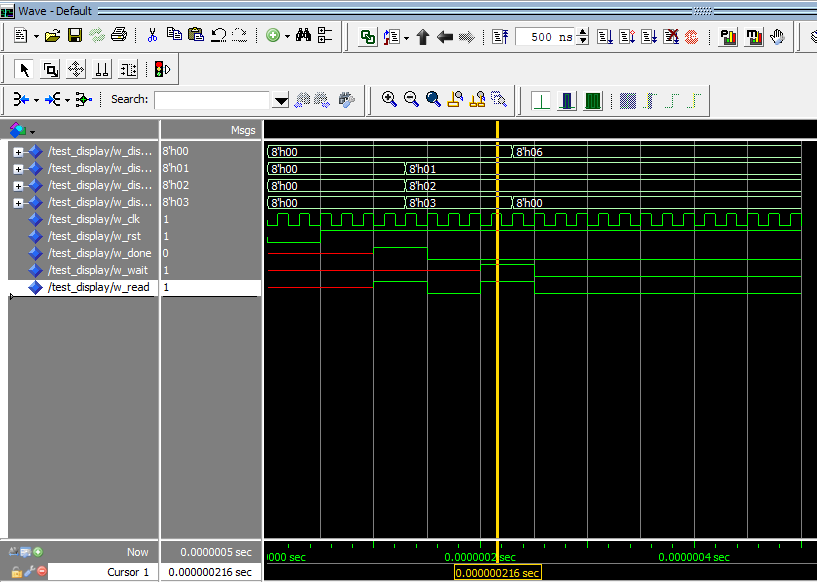 Wave - Default
500 ns
Search:
Msgs
/test_display/w_dis... 8'h00 8'h00 8'h06
/test_display/w_dis... 8'h01 8'h00 8'h01
/test_display/w_dis... 8'h02 8'h00 8'h02
/test_display/w_dis... 8'h03 8'h00 8'h03 8'h00
/test_display/w_clk 1
/test_display/w_rst 1
/test_display/w_done 0
/test_display/w_wait 1
/test_display/w_read 1
Now 0.0000005 sec 0000 sec 0.0000002 sec 0.0000004 sec
Cursor 1 0.000000216 sec 0.000000216 sec